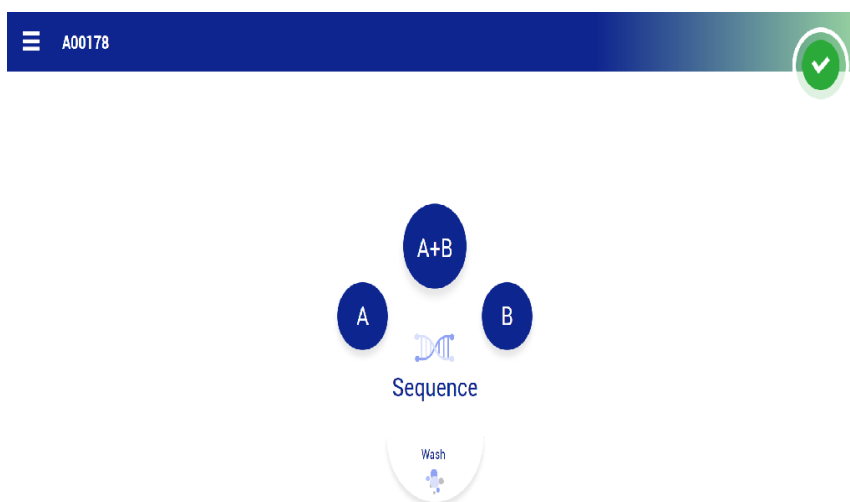 A00178
A+B
A
B
Sequence
Wash